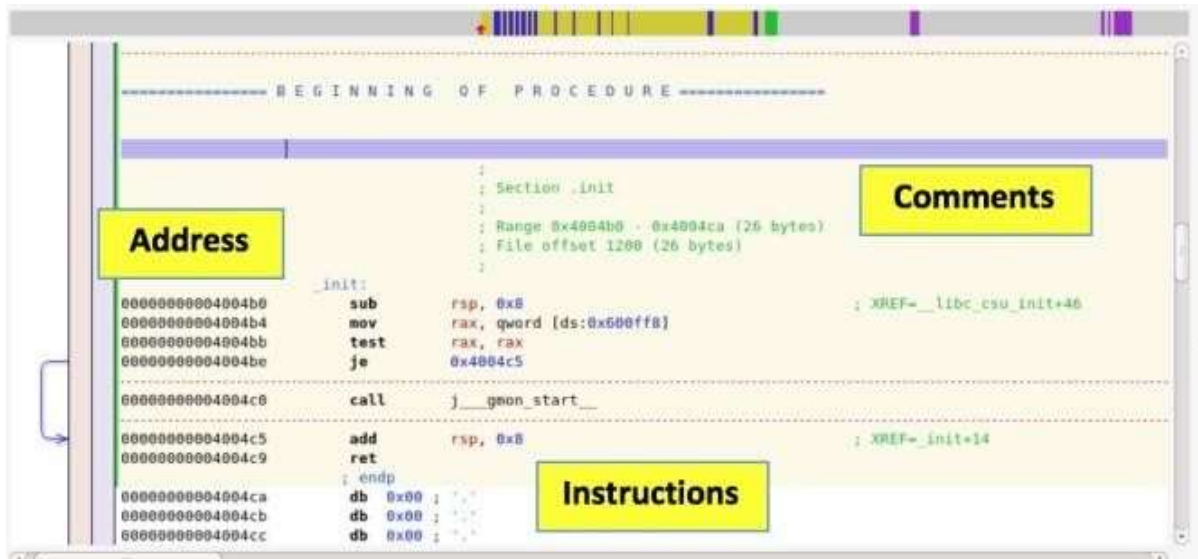 ================ B E G I N N I N G   O F   P R O C E D U R E ================
;
; Section .init
;
Comments
; Range 0x4004b0 - 0x4004ca (26 bytes)
; File offset 1200 (26 bytes)
;
Address
_init:
00000000004004b0 sub rsp, 0x8 ; XREF=__libc_csu_init+46
00000000004004b4 mov rax, qword [ds:0x600ff8]
00000000004004bb test rax, rax
00000000004004be je 0x4004c5
00000000004004c0 call j___gmon_start__
00000000004004c5 add rsp, 0x8 ; XREF=_init+14
00000000004004c9 ret
; endp
Instructions
00000000004004ca db 0x00 ; '.'
00000000004004cb db 0x00 ; '.'
00000000004004cc db 0x00 ; '.'